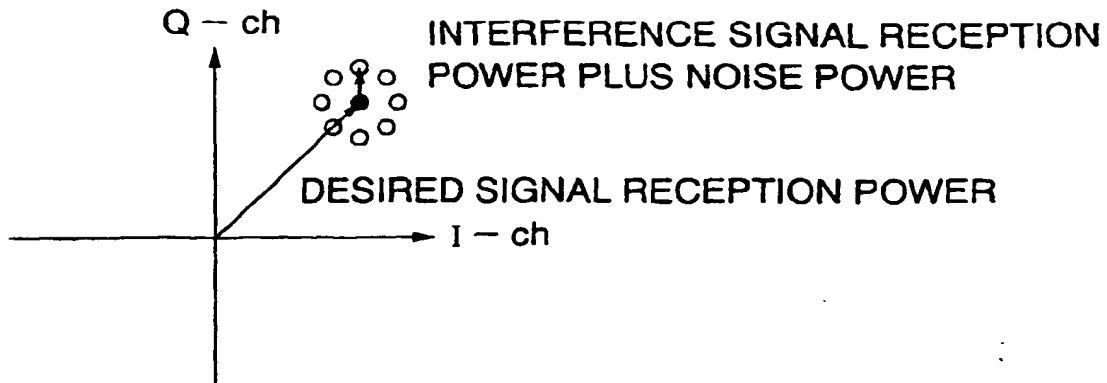 Q – ch
INTERFERENCE SIGNAL RECEPTION
POWER PLUS NOISE POWER
DESIRED SIGNAL RECEPTION POWER
I – ch